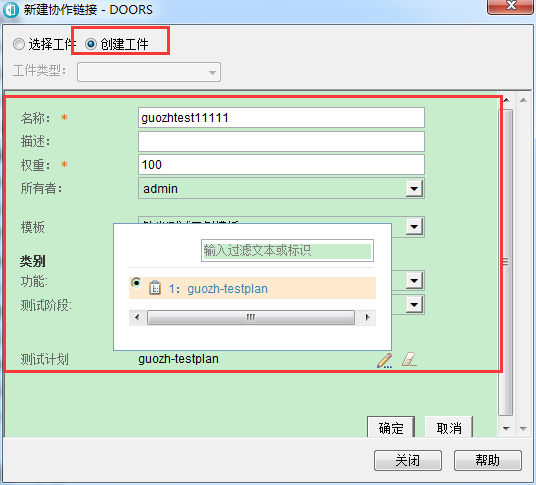 新建协作链接 - DOORS
选择工件 创建工件
工件类型：
名称： * guozhtest11111
描述：
权重： * 100
所有者： admin
模板
输入过滤文本或标识
类别
功能:
1：guozh-testplan
测试阶段:
测试计划 guozh-testplan
确定 取消
关闭 帮助